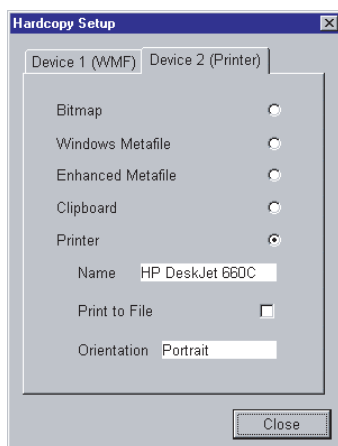 Hardcopy Setup
Device 1 (WMF) Device 2 (Printer)
Bitmap
Windows Metafile
Enhanced Metafile
Clipboard
Printer
Name HP DeskJet 660C
Print to File
Orientation Portrait
Close